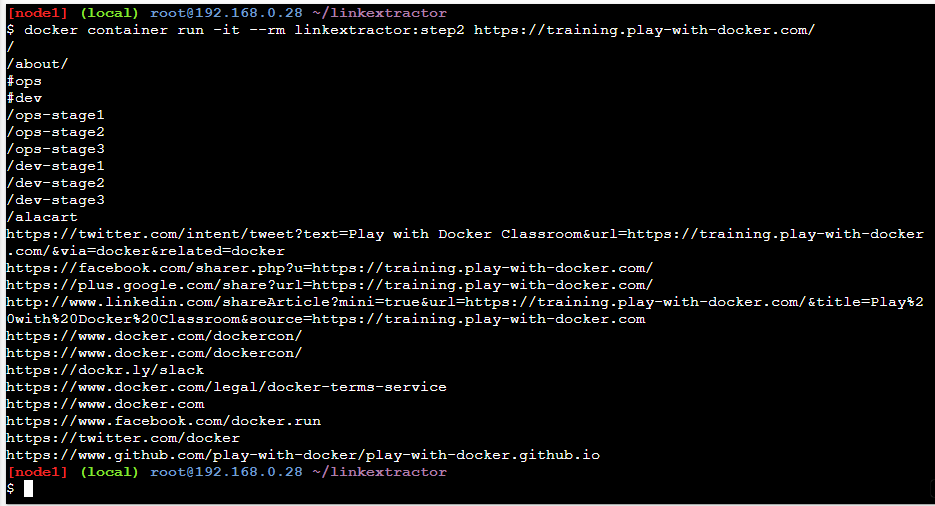 [node1] (local) root@192.168.0.28 ~/linkextractor
$ docker container run -it --rm linkextractor:step2 https://training.play-with-docker.com/
/
/about/
#ops
#dev
/ops-stage1
/ops-stage2
/ops-stage3
/dev-stage1
/dev-stage2
/dev-stage3
/alacart
https://twitter.com/intent/tweet?text=Play with Docker Classroom&url=https://training.play-with-docker
.com/&via=docker&related=docker
https://facebook.com/sharer.php?u=https://training.play-with-docker.com/
https://plus.google.com/share?url=https://training.play-with-docker.com/
http://www.linkedin.com/shareArticle?mini=true&url=https://training.play-with-docker.com/&title=Play%2
0with%20Docker%20Classroom&source=https://training.play-with-docker.com
https://www.docker.com/dockercon/
https://www.docker.com/dockercon/
https://dockr.ly/slack
https://www.docker.com/legal/docker-terms-service
https://www.docker.com
https://www.facebook.com/docker.run
https://twitter.com/docker
https://www.github.com/play-with-docker/play-with-docker.github.io
[node1] (local) root@192.168.0.28 ~/linkextractor
$